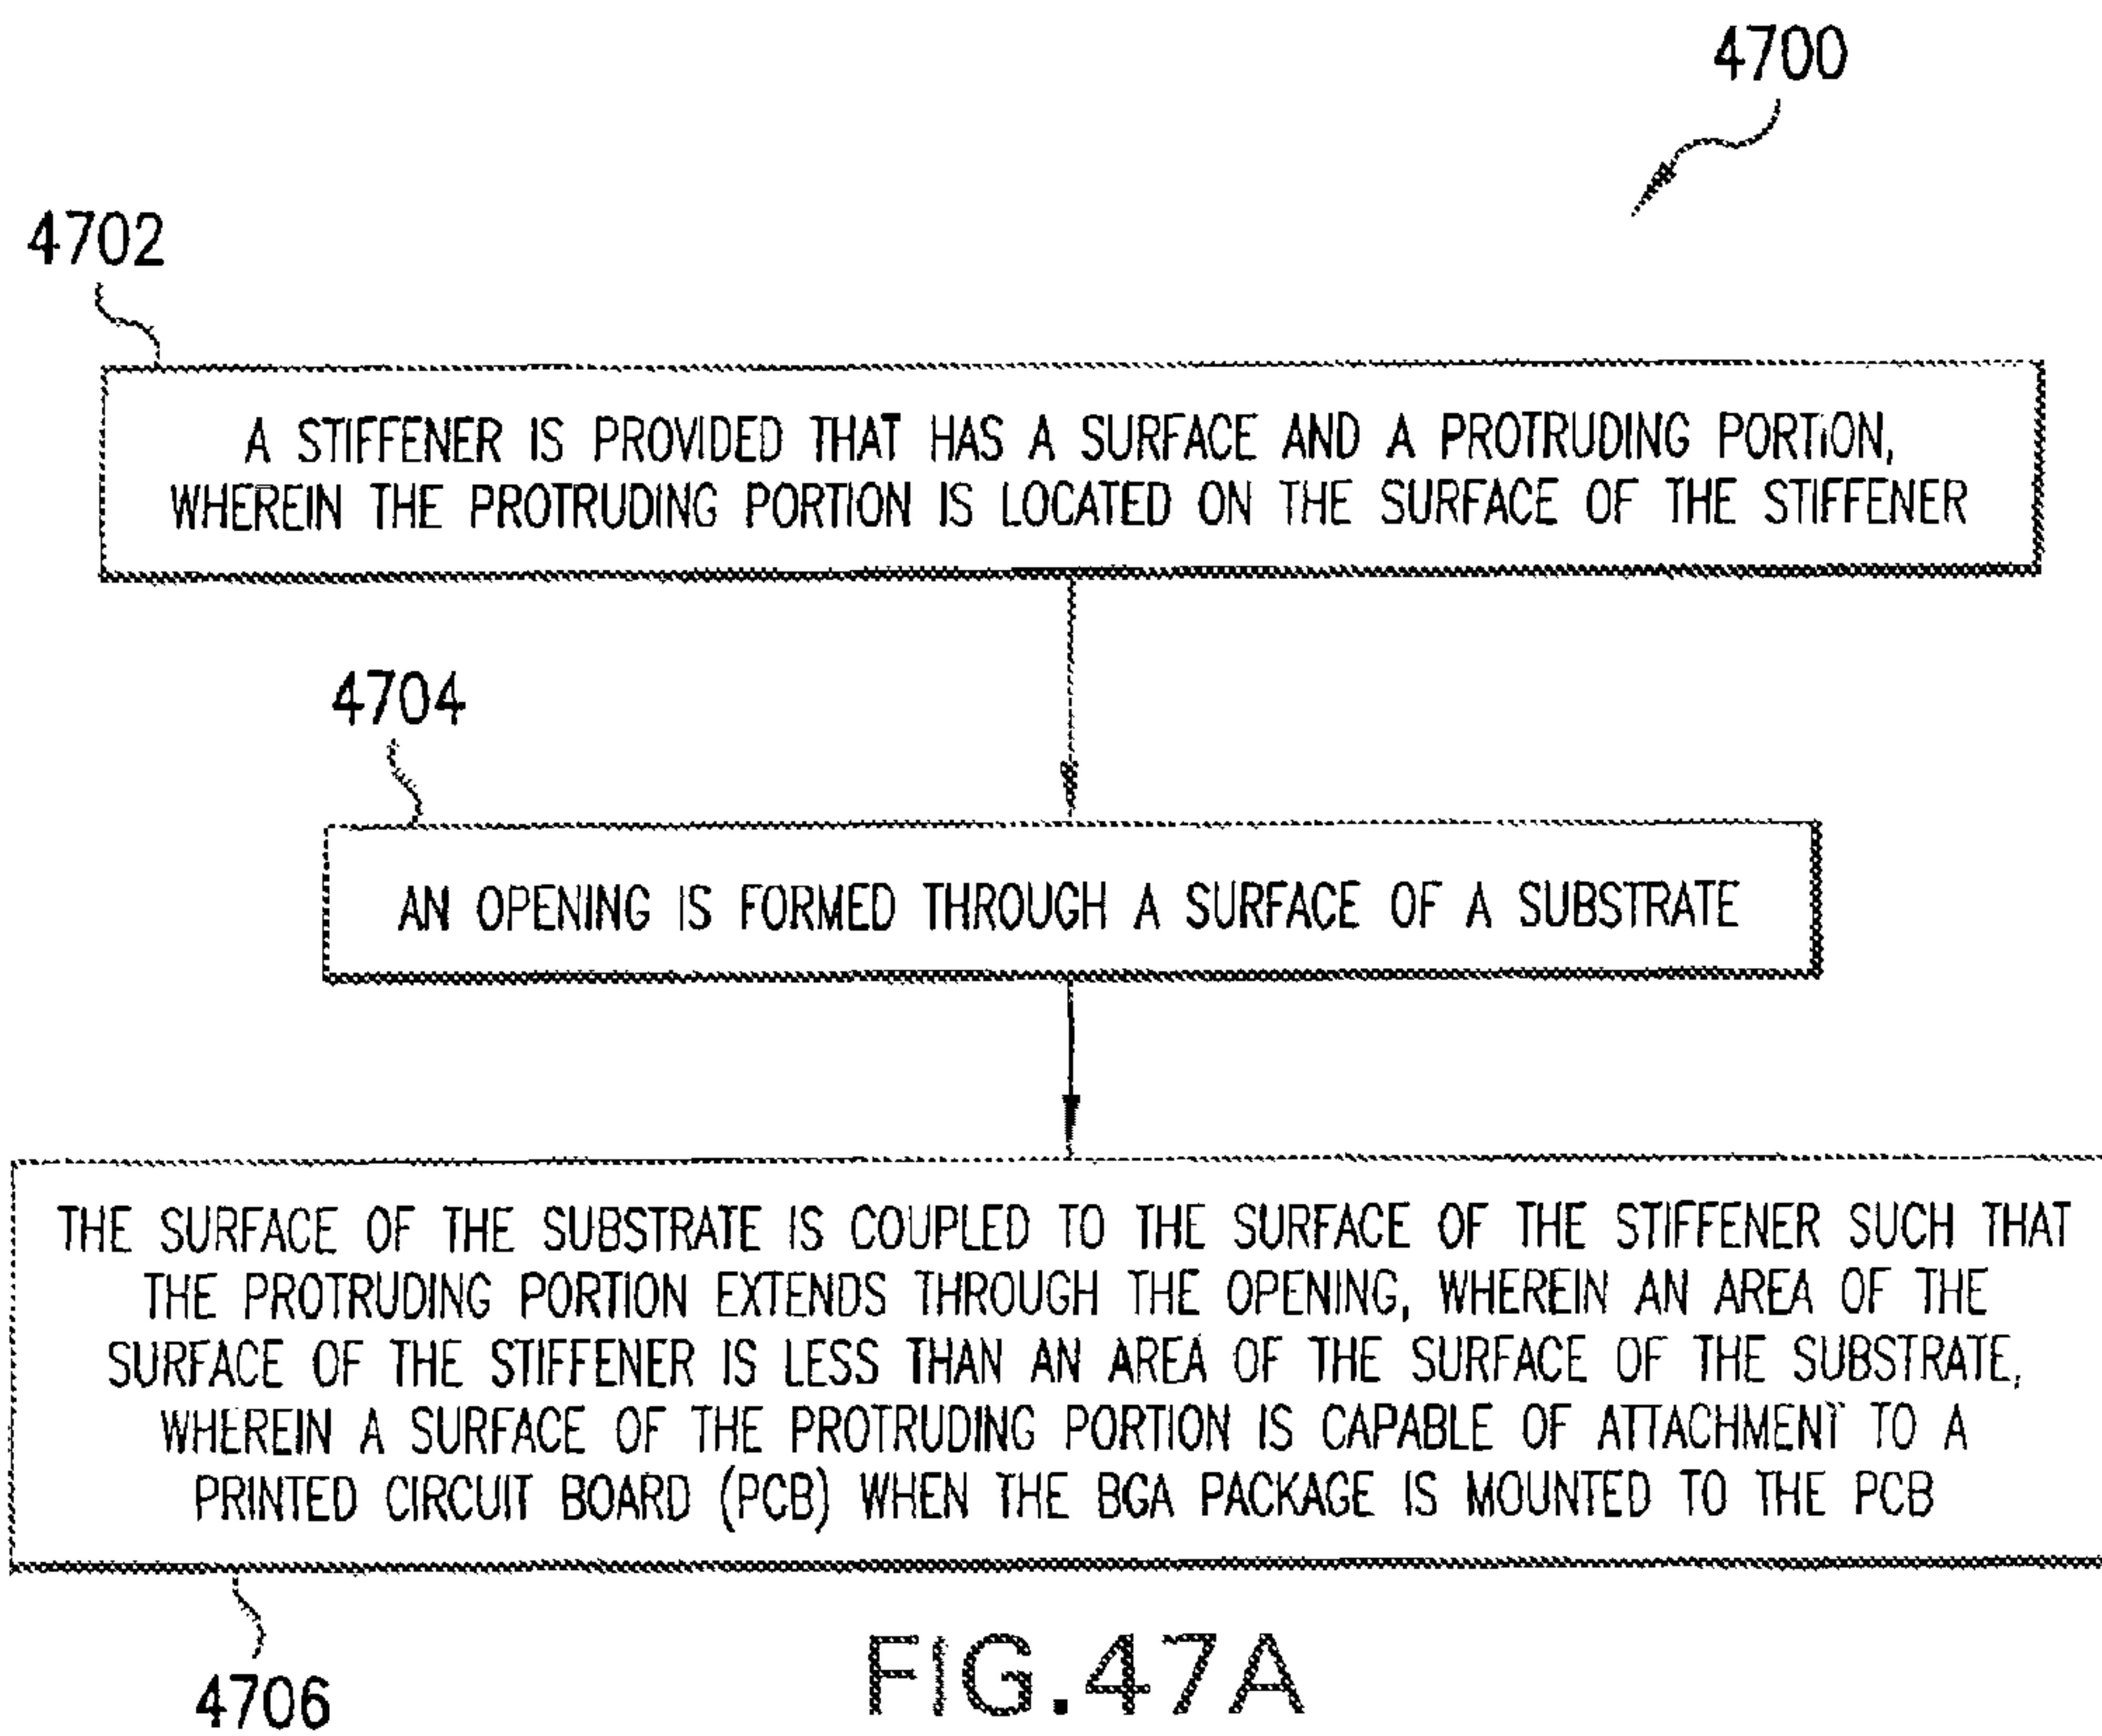 4700
4702
A STIFFENER IS PROVIDED THAT HAS A SURFACE AND A PROTRUDING PORTION,
WHEREIN THE PROTRUDING PORTION IS LOCATED ON THE SURFACE OF THE STIFFENER
4704
AN OPENING IS FORMED THROUGH A SURFACE OF A SUBSTRATE
THE SURFACE OF THE SUBSTRATE IS COUPLED TO THE SURFACE OF THE STIFFENER SUCH THAT
THE PROTRUDING PORTION EXTENDS THROUGH THE OPENING, WHEREIN AN AREA OF THE
SURFACE OF THE STIFFENER IS LESS THAN AN AREA OF THE SURFACE OF THE SUBSTRATE,
WHEREIN A SURFACE OF THE PROTRUDING PORTION IS CAPABLE OF ATTACHMENT TO A
PRINTED CIRCUIT BOARD (PCB) WHEN THE BGA PACKAGE IS MOUNTED TO THE PCB
4706
FIG.47A